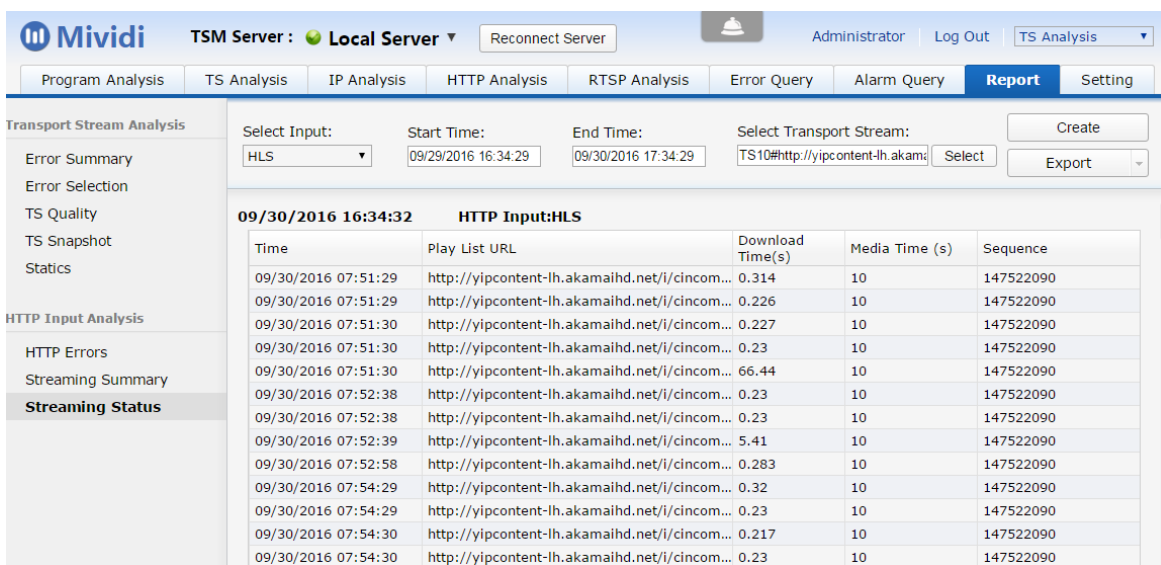 Mividi TSM Server : Local Server ▼ Reconnect Server Administrator Log Out TS Analysis
Program Analysis TS Analysis IP Analysis HTTP Analysis RTSP Analysis Error Query Alarm Query Report Setting
Transport Stream Analysis
Error Summary
Error Selection
TS Quality
TS Snapshot
Statics
HTTP Input Analysis
HTTP Errors
Streaming Summary
Streaming Status
Select Input: Start Time: End Time: Select Transport Stream: Create
HLS 09/29/2016 16:34:29 09/30/2016 17:34:29 TS10#http://yipcontent-lh.akama Select Export
09/30/2016 16:34:32 HTTP Input:HLS
Time Play List URL Download Time(s) Media Time (s) Sequence
09/30/2016 07:51:29 http://yipcontent-lh.akamaihd.net/i/cincom... 0.314 10 147522090
09/30/2016 07:51:29 http://yipcontent-lh.akamaihd.net/i/cincom... 0.226 10 147522090
09/30/2016 07:51:30 http://yipcontent-lh.akamaihd.net/i/cincom... 0.227 10 147522090
09/30/2016 07:51:30 http://yipcontent-lh.akamaihd.net/i/cincom... 0.23 10 147522090
09/30/2016 07:51:30 http://yipcontent-lh.akamaihd.net/i/cincom... 66.44 10 147522090
09/30/2016 07:52:38 http://yipcontent-lh.akamaihd.net/i/cincom... 0.23 10 147522090
09/30/2016 07:52:38 http://yipcontent-lh.akamaihd.net/i/cincom... 0.23 10 147522090
09/30/2016 07:52:39 http://yipcontent-lh.akamaihd.net/i/cincom... 5.41 10 147522090
09/30/2016 07:52:58 http://yipcontent-lh.akamaihd.net/i/cincom... 0.283 10 147522090
09/30/2016 07:54:29 http://yipcontent-lh.akamaihd.net/i/cincom... 0.32 10 147522090
09/30/2016 07:54:29 http://yipcontent-lh.akamaihd.net/i/cincom... 0.23 10 147522090
09/30/2016 07:54:30 http://yipcontent-lh.akamaihd.net/i/cincom... 0.217 10 147522090
09/30/2016 07:54:30 http://yipcontent-lh.akamaihd.net/i/cincom... 0.23 10 147522090